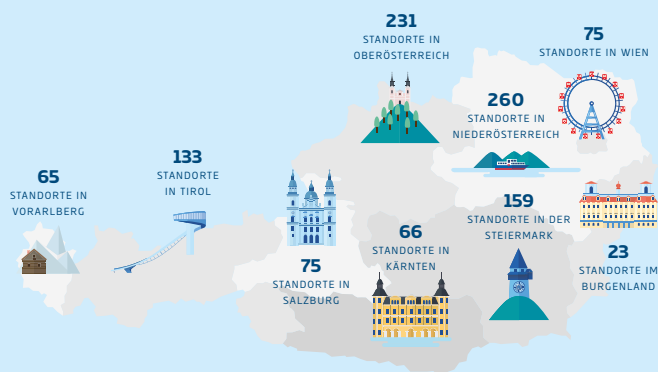 231
STANDORTE IN
OBERÖSTERREICH
75
STANDORTE IN WIEN
260
STANDORTE IN
NIEDERÖSTERREICH
133
STANDORTE
IN TIROL
65
STANDORTE IN
VORARLBERG
159
STANDORTE IN DER
STEIERMARK
66
STANDORTE IN
KÄRNTEN
23
STANDORTE IM
BURGENLAND
75
STANDORTE IN
SALZBURG